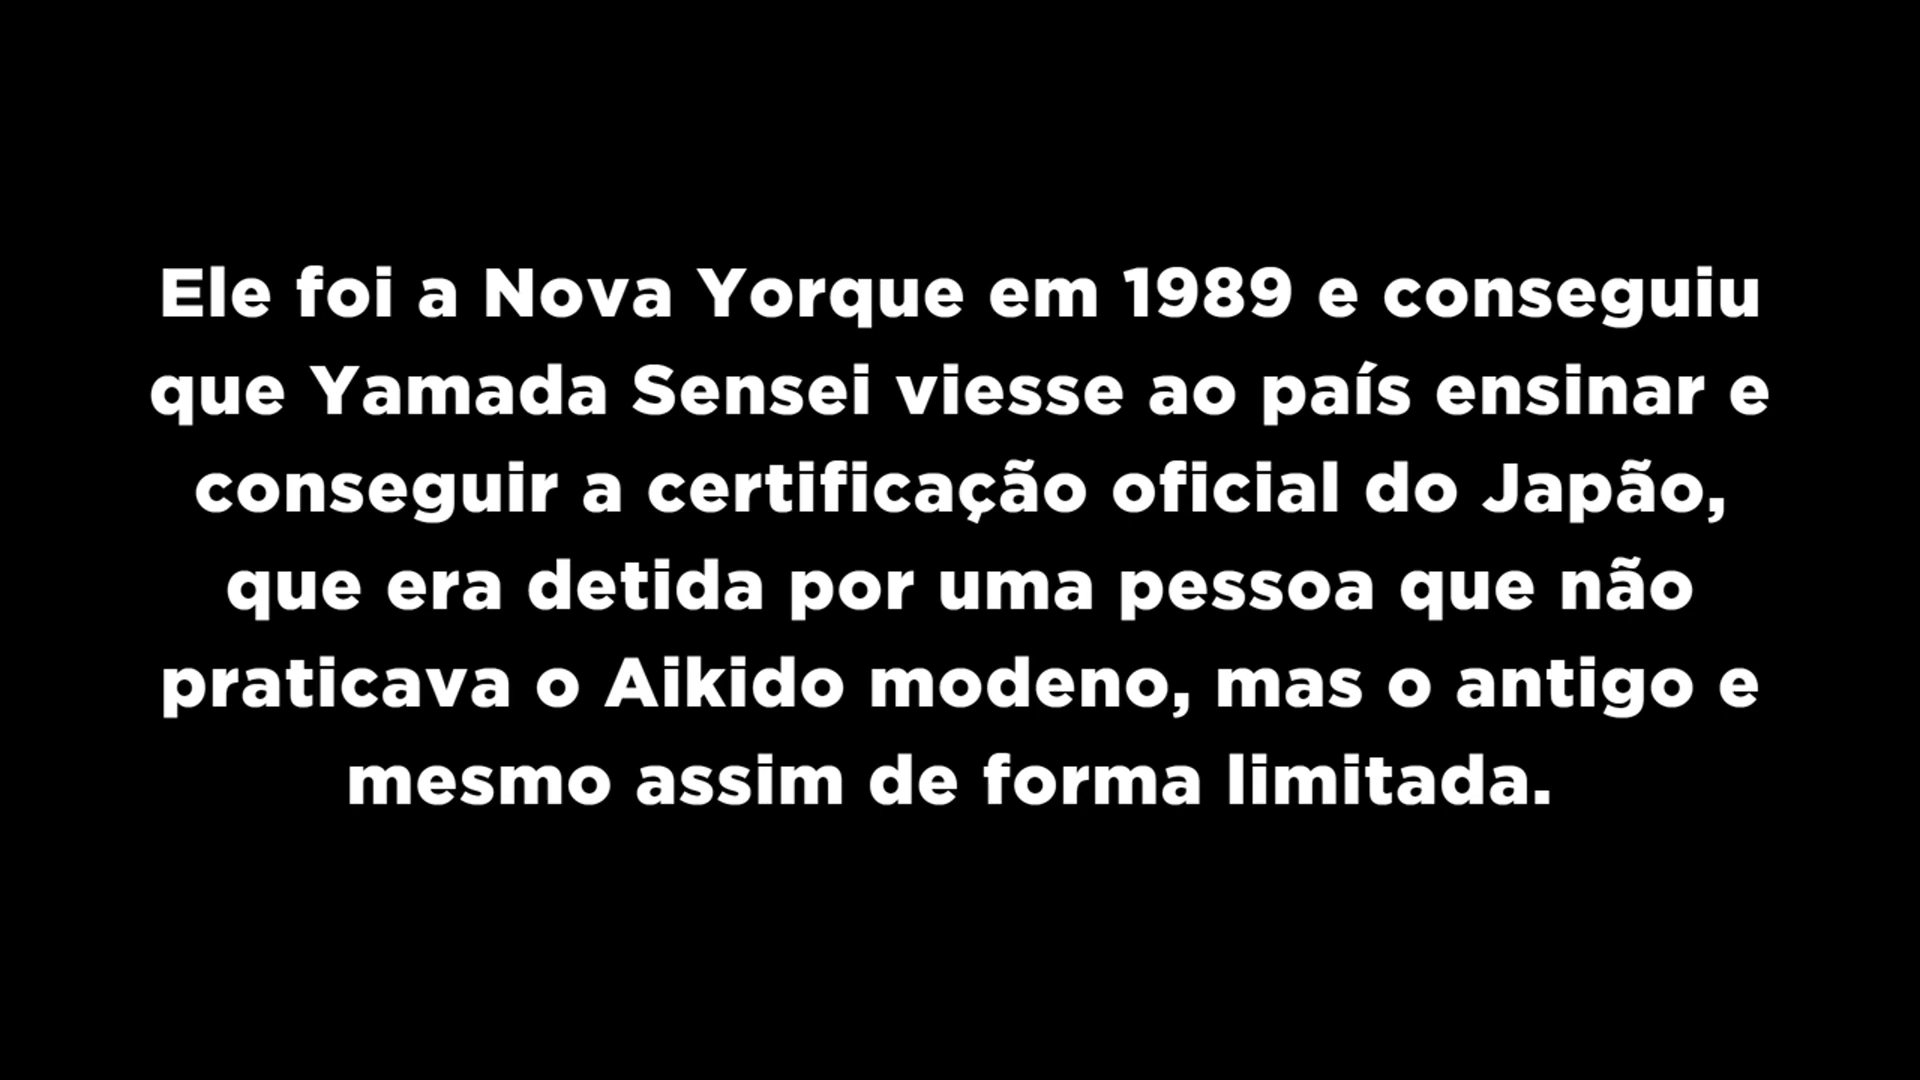 Ele foi a Nova Yorque em 1989 e conseguiu
que Yamada Sensei viesse ao país ensinar e
conseguir a certificação oficial do Japão,
que era detida por uma pessoa que não
praticava o Aikido modeno, mas o antigo e
mesmo assim de forma limitada.